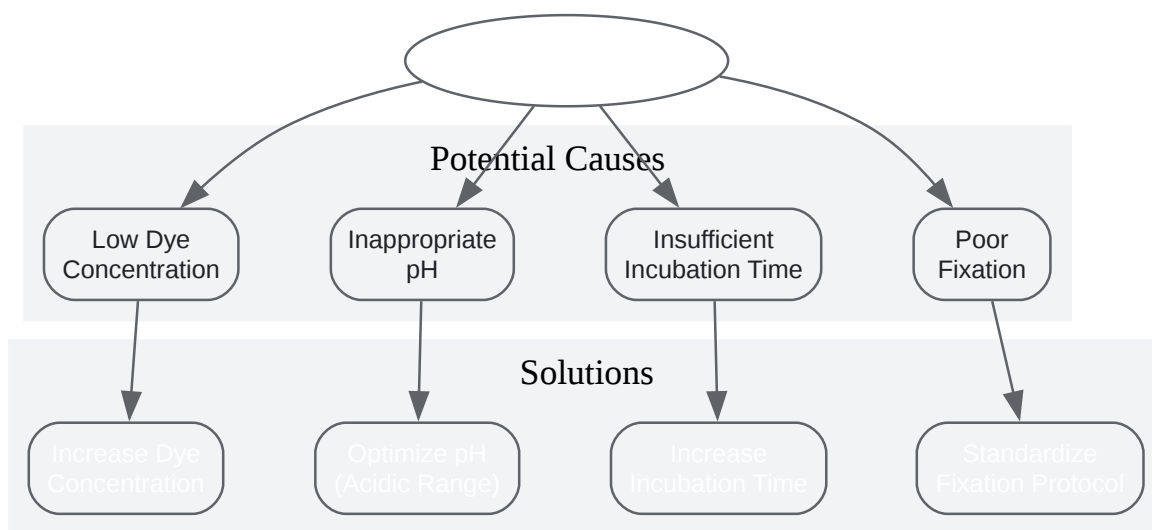 Potential Causes
Low Dye
Concentration
Inappropriate
pH
Insufficient
Incubation Time
Poor
Fixation
Solutions
Increase Dye
Concentration
Optimize pH
(Acidic Range)
Increase
Incubation Time
Standardize
Fixation Protocol